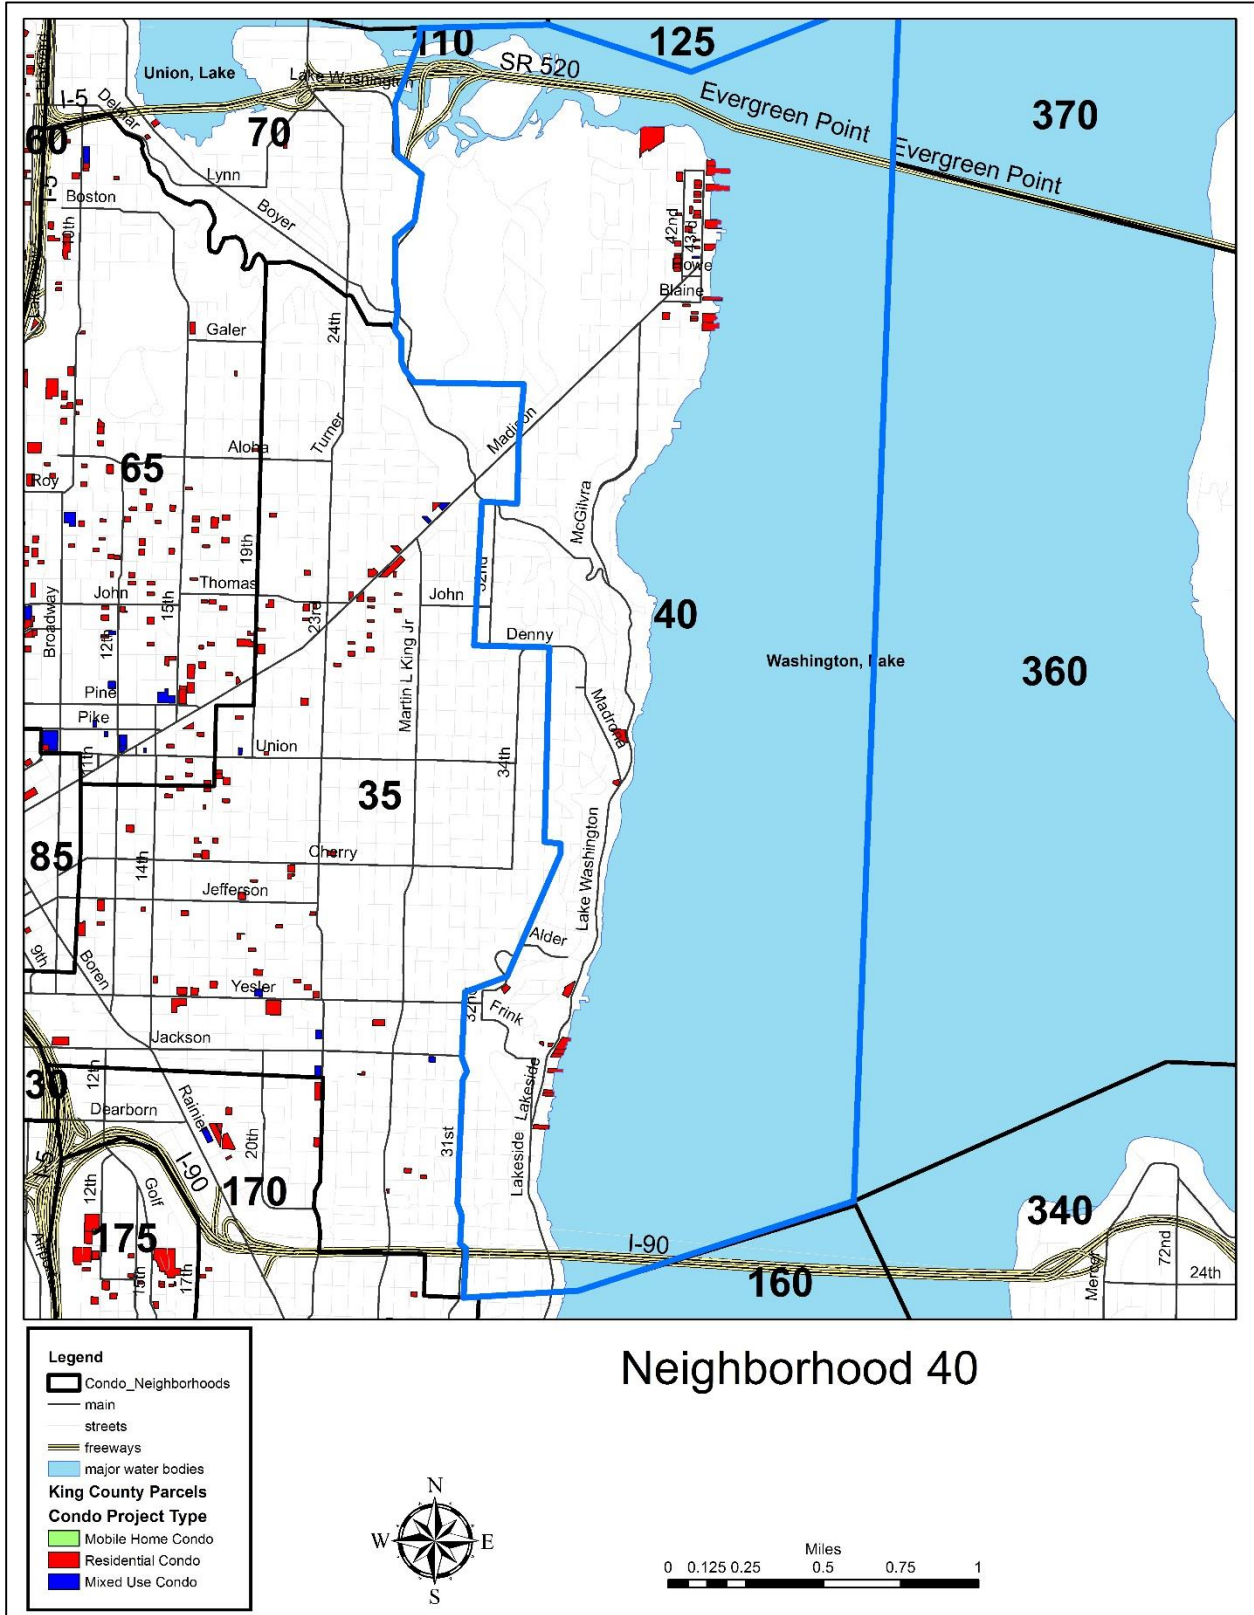 110
125
SR 520
Union, Lake
Lake Washington
Evergreen Point
370
I-5
Delmar
60
70
Evergreen Point
I-5
Lynn
Boston
Boyer
10th
42nd
43rd
Howe
Blaine
Galer
24th
Madison
Turner
Aloha
65
Roy
McGilvra
19th
32nd
Thomas
John
John
15th
23rd
40
Broadway
12th
Denny
Martin L King Jr
Washington, Lake
360
Pine
Madrona
Pike
11th
Union
34th
35
85
14th
Cherry
Lake Washington
Jefferson
Alder
9th
Boren
Yesler
32nd
Frink
Jackson
30
12th
Lakeside
Dearborn
Rainier
20th
31st
Lakeside
I-5
I-90
12th
Golf
170
340
175
I-90
72nd
15th
17th
160
Mercer
24th
Neighborhood 40
Legend
Condo_Neighborhoods
main
streets
freeways
major water bodies
King County Parcels
Condo Project Type
Mobile Home Condo
Residential Condo
Mixed Use Condo
N
W E
S
Miles
0 0.125 0.25 0.5 0.75 1